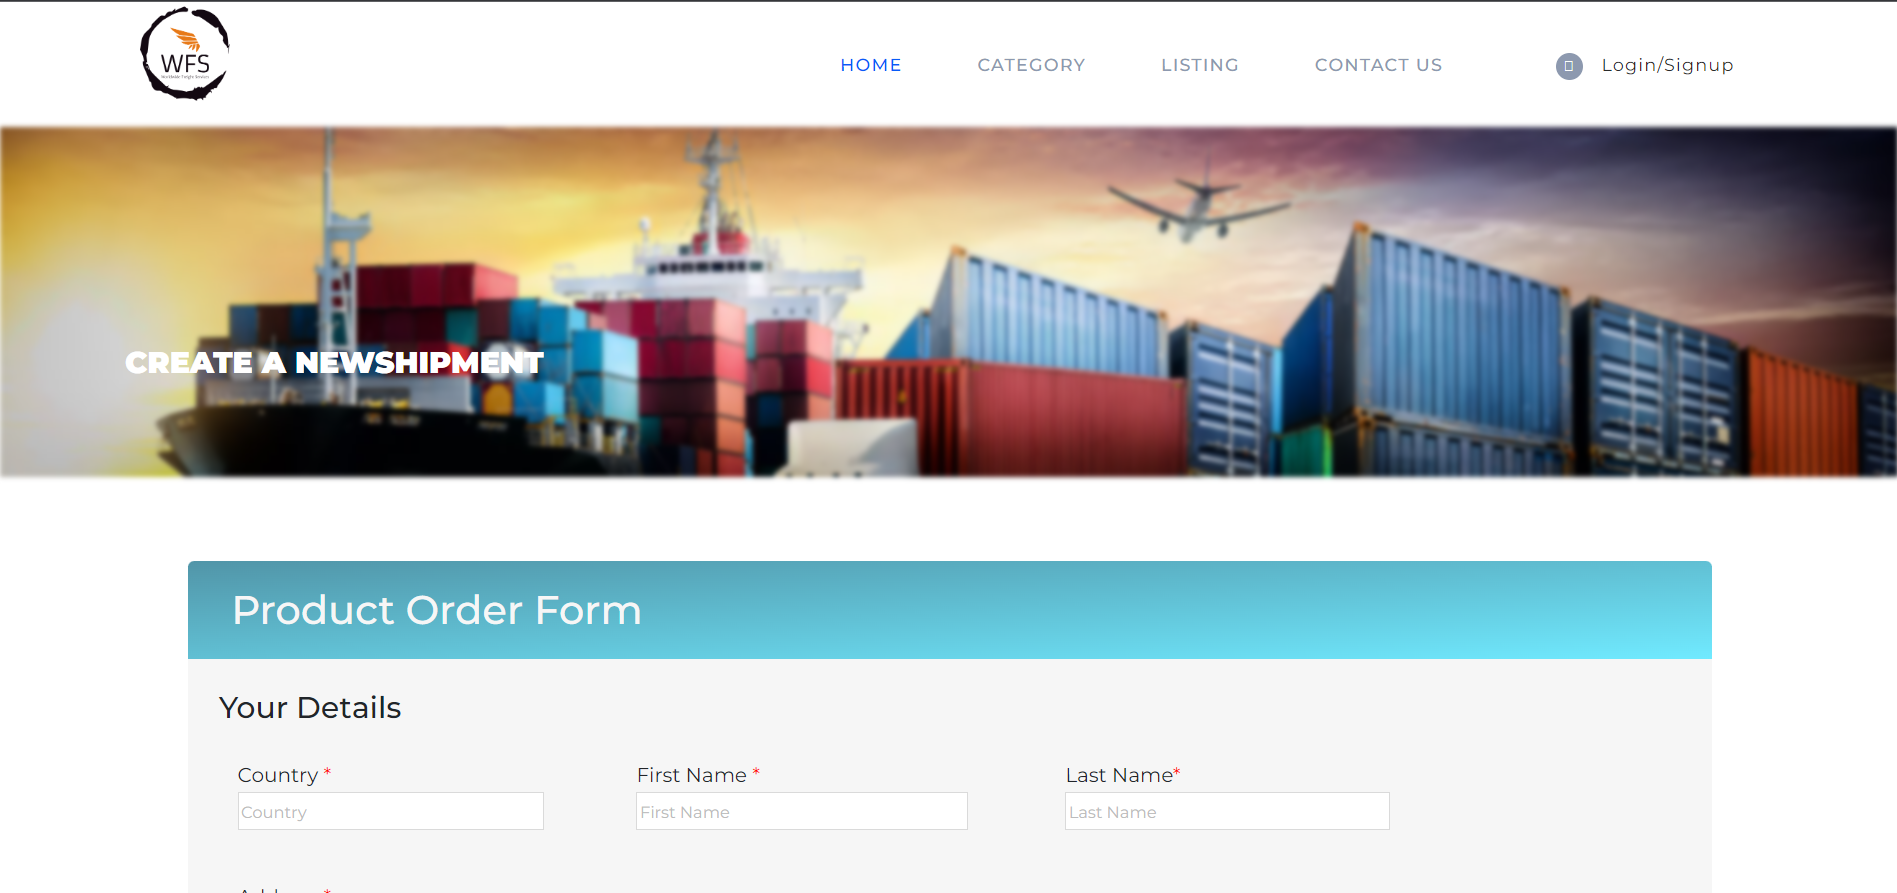 WFS
HOME
CATEGORY
LISTING
CONTACT US
Login/Signup
CREATE A NEWSHIPMENT
Product Order Form
Your Details
Country *
First Name *
Last Name*
Country
First Name
Last Name